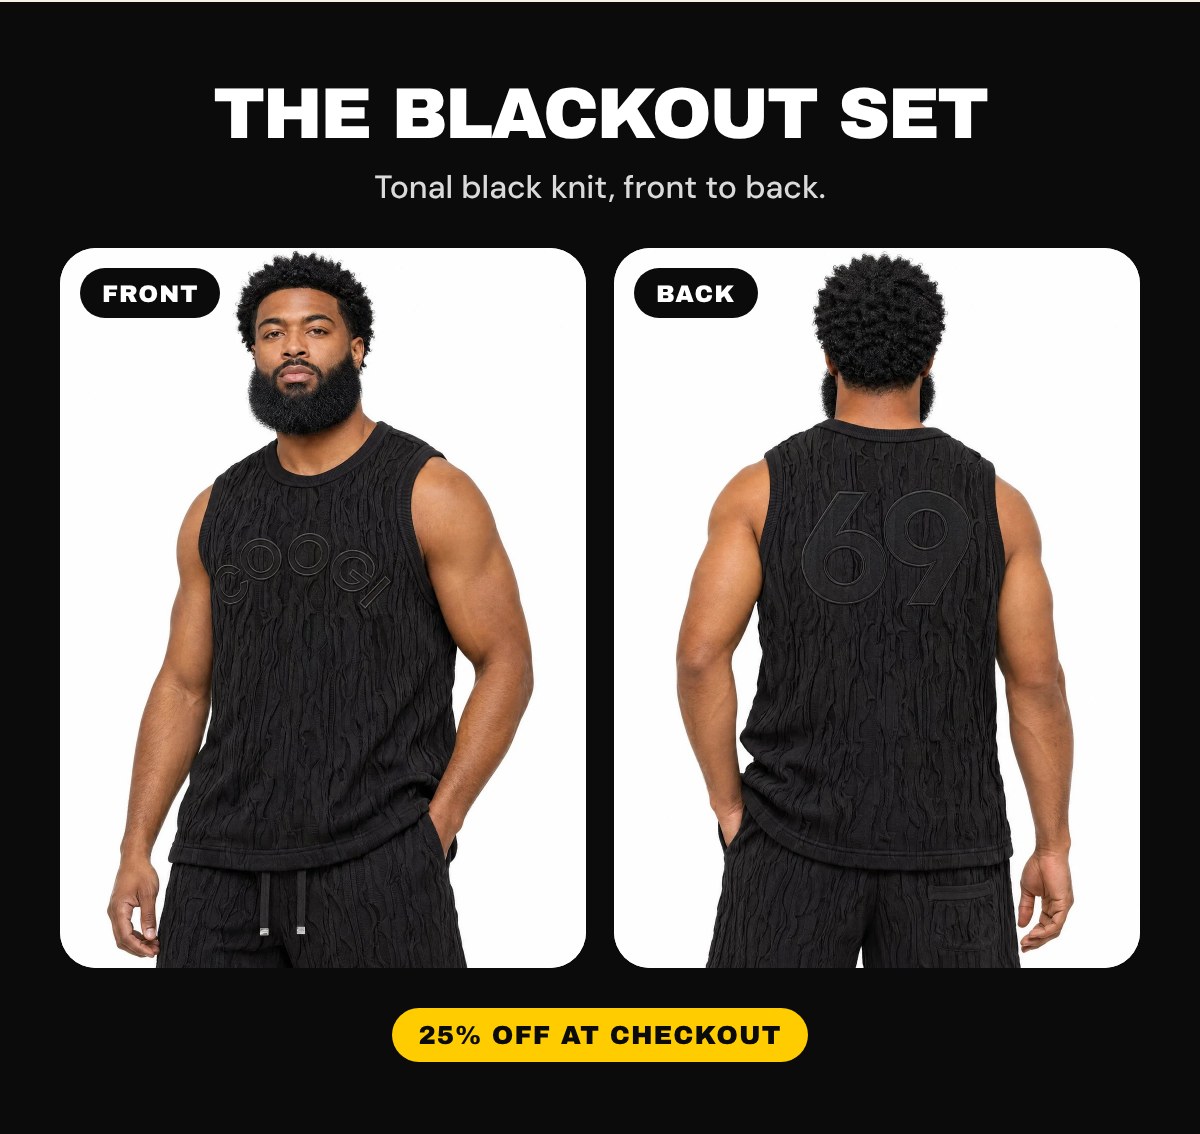 THE BLACKOUT SET
Tonal black knit, front to back.
FRONT
BACK
COOGI
69
25% OFF AT CHECKOUT